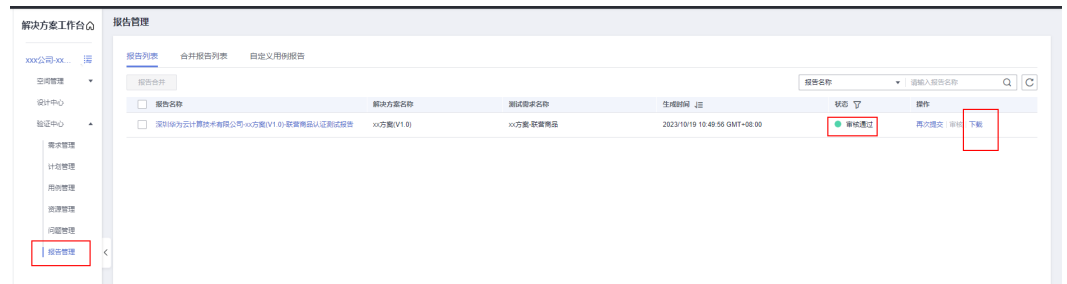 解决方案工作台
报告管理
xxx公司-xx...
空间管理
设计中心
验证中心
需求管理
计划管理
用例管理
资源管理
问题管理
报告管理
报告列表 合并报告列表 自定义用例报告
报告合并
报告名称 请输入报告名称
报告名称 解决方案名称 测试需求名称 生成时间 状态 操作
深圳华为云计算技术有限公司-xx方案(V1.0)-联营商品认证测试报告 xx方案(V1.0) xx方案-联营商品 2023/10/19 10:49:56 GMT+08:00 审核通过 再次提交 审核 下载